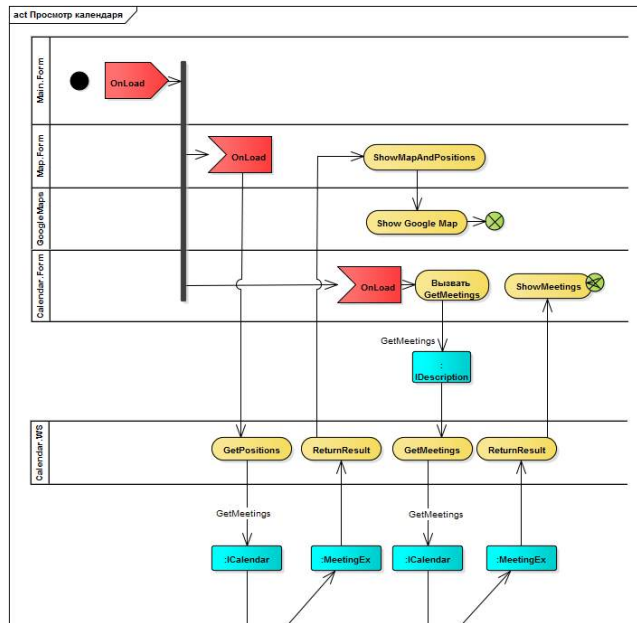 act Просмотр календаря
Main.Form
OnLoad
Map.Form
OnLoad
ShowMapAndPositions
GoogleMaps
Show Google Map
Calendar.Form
OnLoad
Вызвать
GetMeetings
ShowMeetings
GetMeetings
:
IDescription
Calendar.WS
GetPositions
ReturnResult
GetMeetings
ReturnResult
GetMeetings
GetMeetings
:ICalendar
:MeetingEx
:ICalendar
:MeetingEx